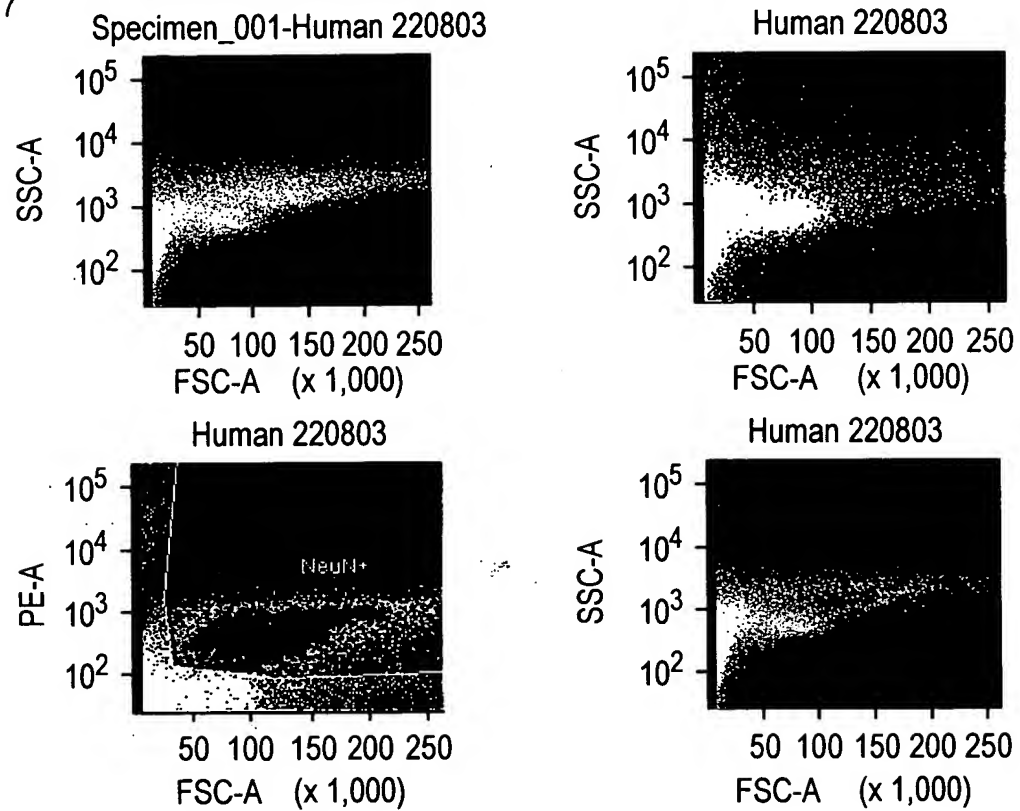 Specimen_001-Human 220803
SSC-A
10⁵
10⁴
10³
10²
50 100 150 200 250
FSC-A (x 1,000)
Human 220803
SSC-A
10⁵
10⁴
10³
10²
50 100 150 200 250
FSC-A (x 1,000)
Human 220803
PE-A
10⁵
10⁴
10³
10²
NeuN+
50 100 150 200 250
FSC-A (x 1,000)
Human 220803
SSC-A
10⁵
10⁴
10³
10²
50 100 150 200 250
FSC-A (x 1,000)